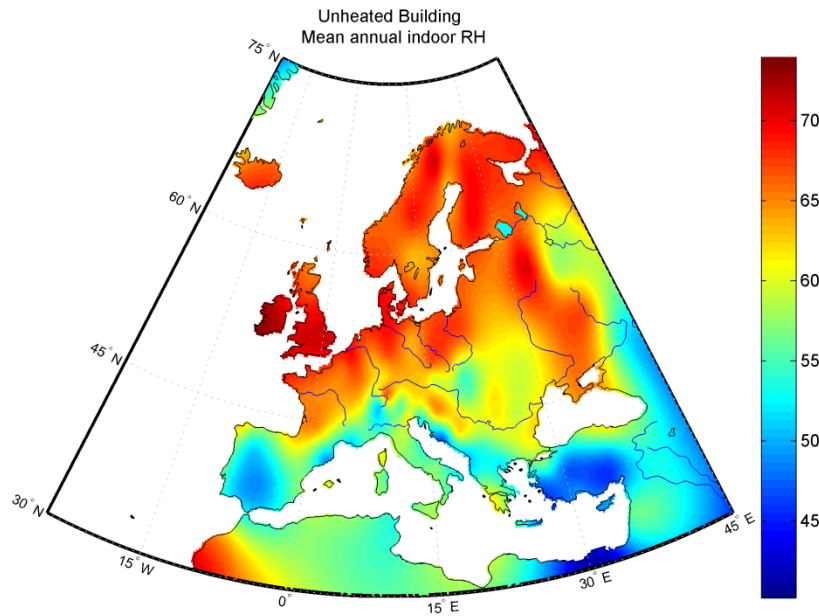 Unheated Building
Mean annual indoor RH
75° N
60° N
45° N
30° N
15° W
0°
15° E
30° E
45° E
70
65
60
55
50
45